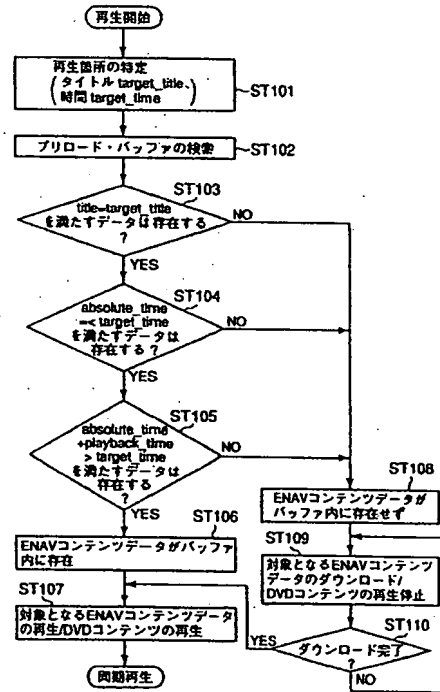 再生開始
再生箇所の特定
(タイトル target_title、
時間 target_time)
ST101
プリロード・バッファの検索
ST102
ST103
title=target_title
を満たすデータは存在する
?
NO
YES
ST104
absolute_time
=< target_time
を満たすデータは
存在する ?
NO
YES
ST105
absolute_time
+playback_time
> target_time
を満たすデータは
存在する
?
NO
YES
ST106
ENAVコンテンツデータがバッファ
内に存在
ST107
対象となるENAVコンテンツデータ
の再生/DVDコンテンツの再生
同期再生
ST108
ENAVコンテンツデータが
バッファ内に存在せず
ST109
対象となるENAVコンテンツ
データのダウンロード/
DVDコンテンツの再生停止
ST110
ダウンロード完了
?
YES
NO